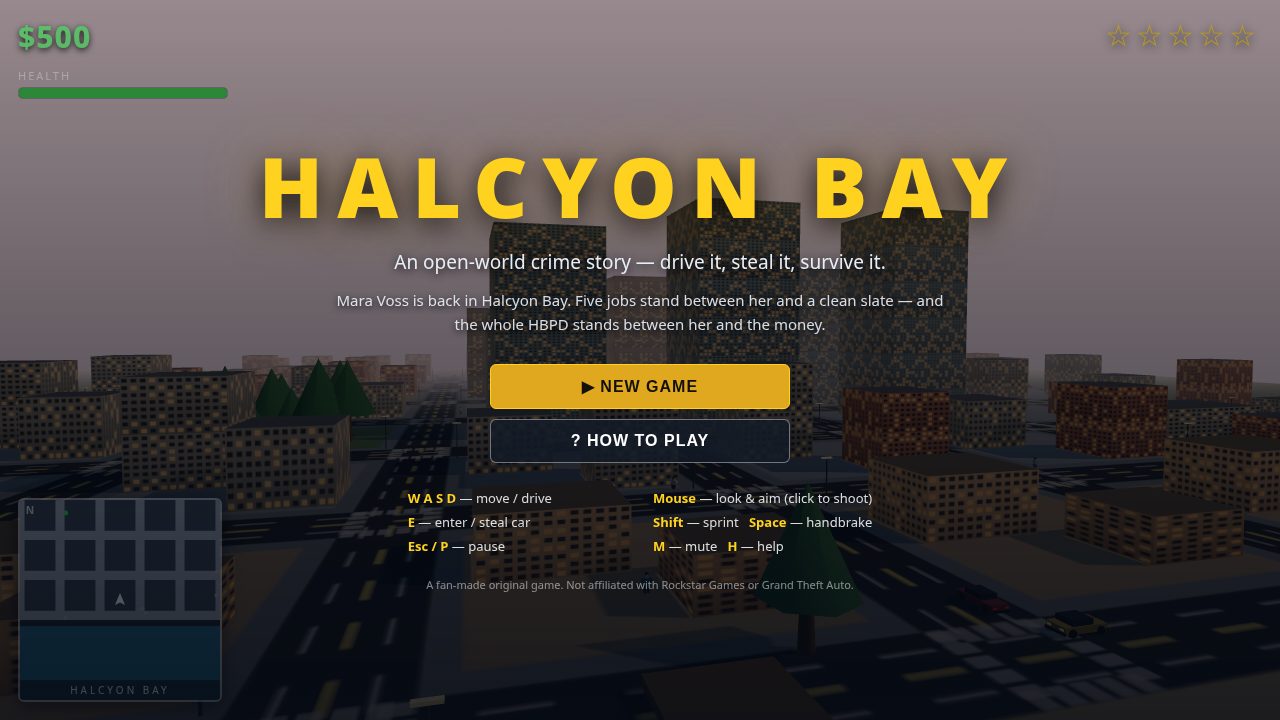 $500
☆ ☆ ☆ ☆ ☆
HEALTH
HALCYON BAY
An open-world crime story — drive it, steal it, survive it.
Mara Voss is back in Halcyon Bay. Five jobs stand between her and a clean slate — and
the whole HBPD stands between her and the money.
▶ NEW GAME
? HOW TO PLAY
W A S D — move / drive
Mouse — look & aim (click to shoot)
E — enter / steal car
Shift — sprint Space — handbrake
Esc / P — pause
M — mute H — help
A fan-made original game. Not affiliated with Rockstar Games or Grand Theft Auto.
N
HALCYON BAY